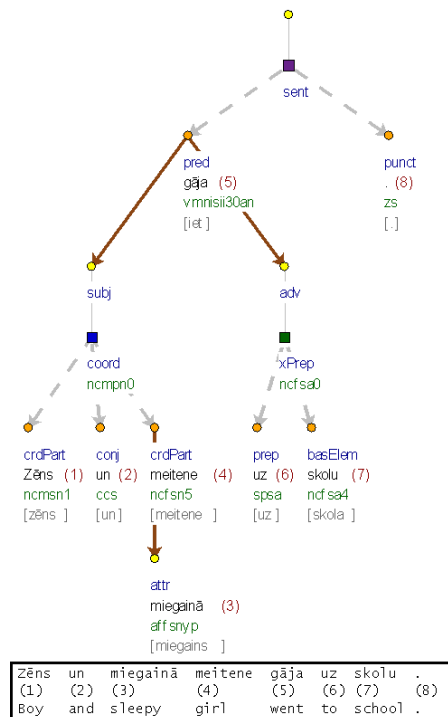 sent
pred punct
gāja (5) . (8)
vmnisii30an zs
[iet ] [. ]
subj adv
coord xPrep
ncmpn0 ncfsa0
crdPart conj crdPart prep basElem
Zēns (1) un (2) meitene (4) uz (6) skolu (7)
ncmsn1 ccs ncfsn5 spsa ncfsa4
[zēns ] [un ] [meitene ] [uz ] [skola ]
attr
miegainā (3)
affsnyp
[miegains ]
Zēns un miegainā meitene gāja uz skolu .
(1) (2) (3) (4) (5) (6) (7) (8)
Boy and sleepy girl went to school .